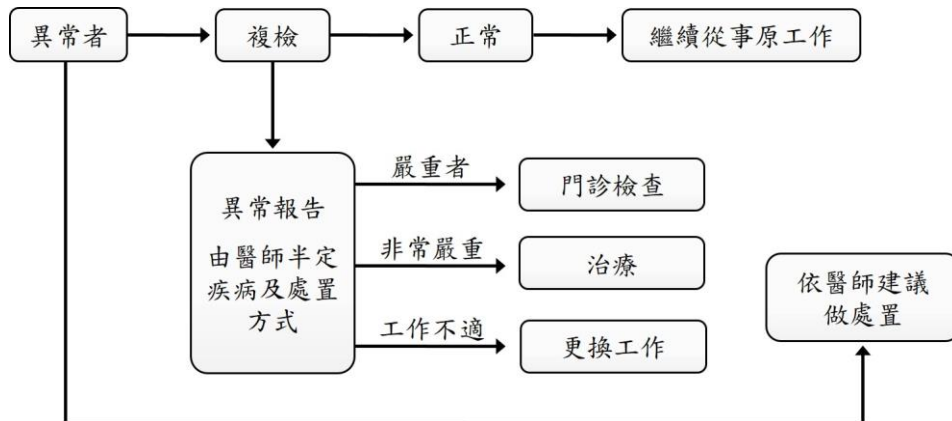 異常者
複檢
正常
繼續從事原工作
異常報告
由醫師半定
疾病及處置
方式
嚴重者
門診檢查
非常嚴重
治療
工作不適
更換工作
依醫師建議
做處置